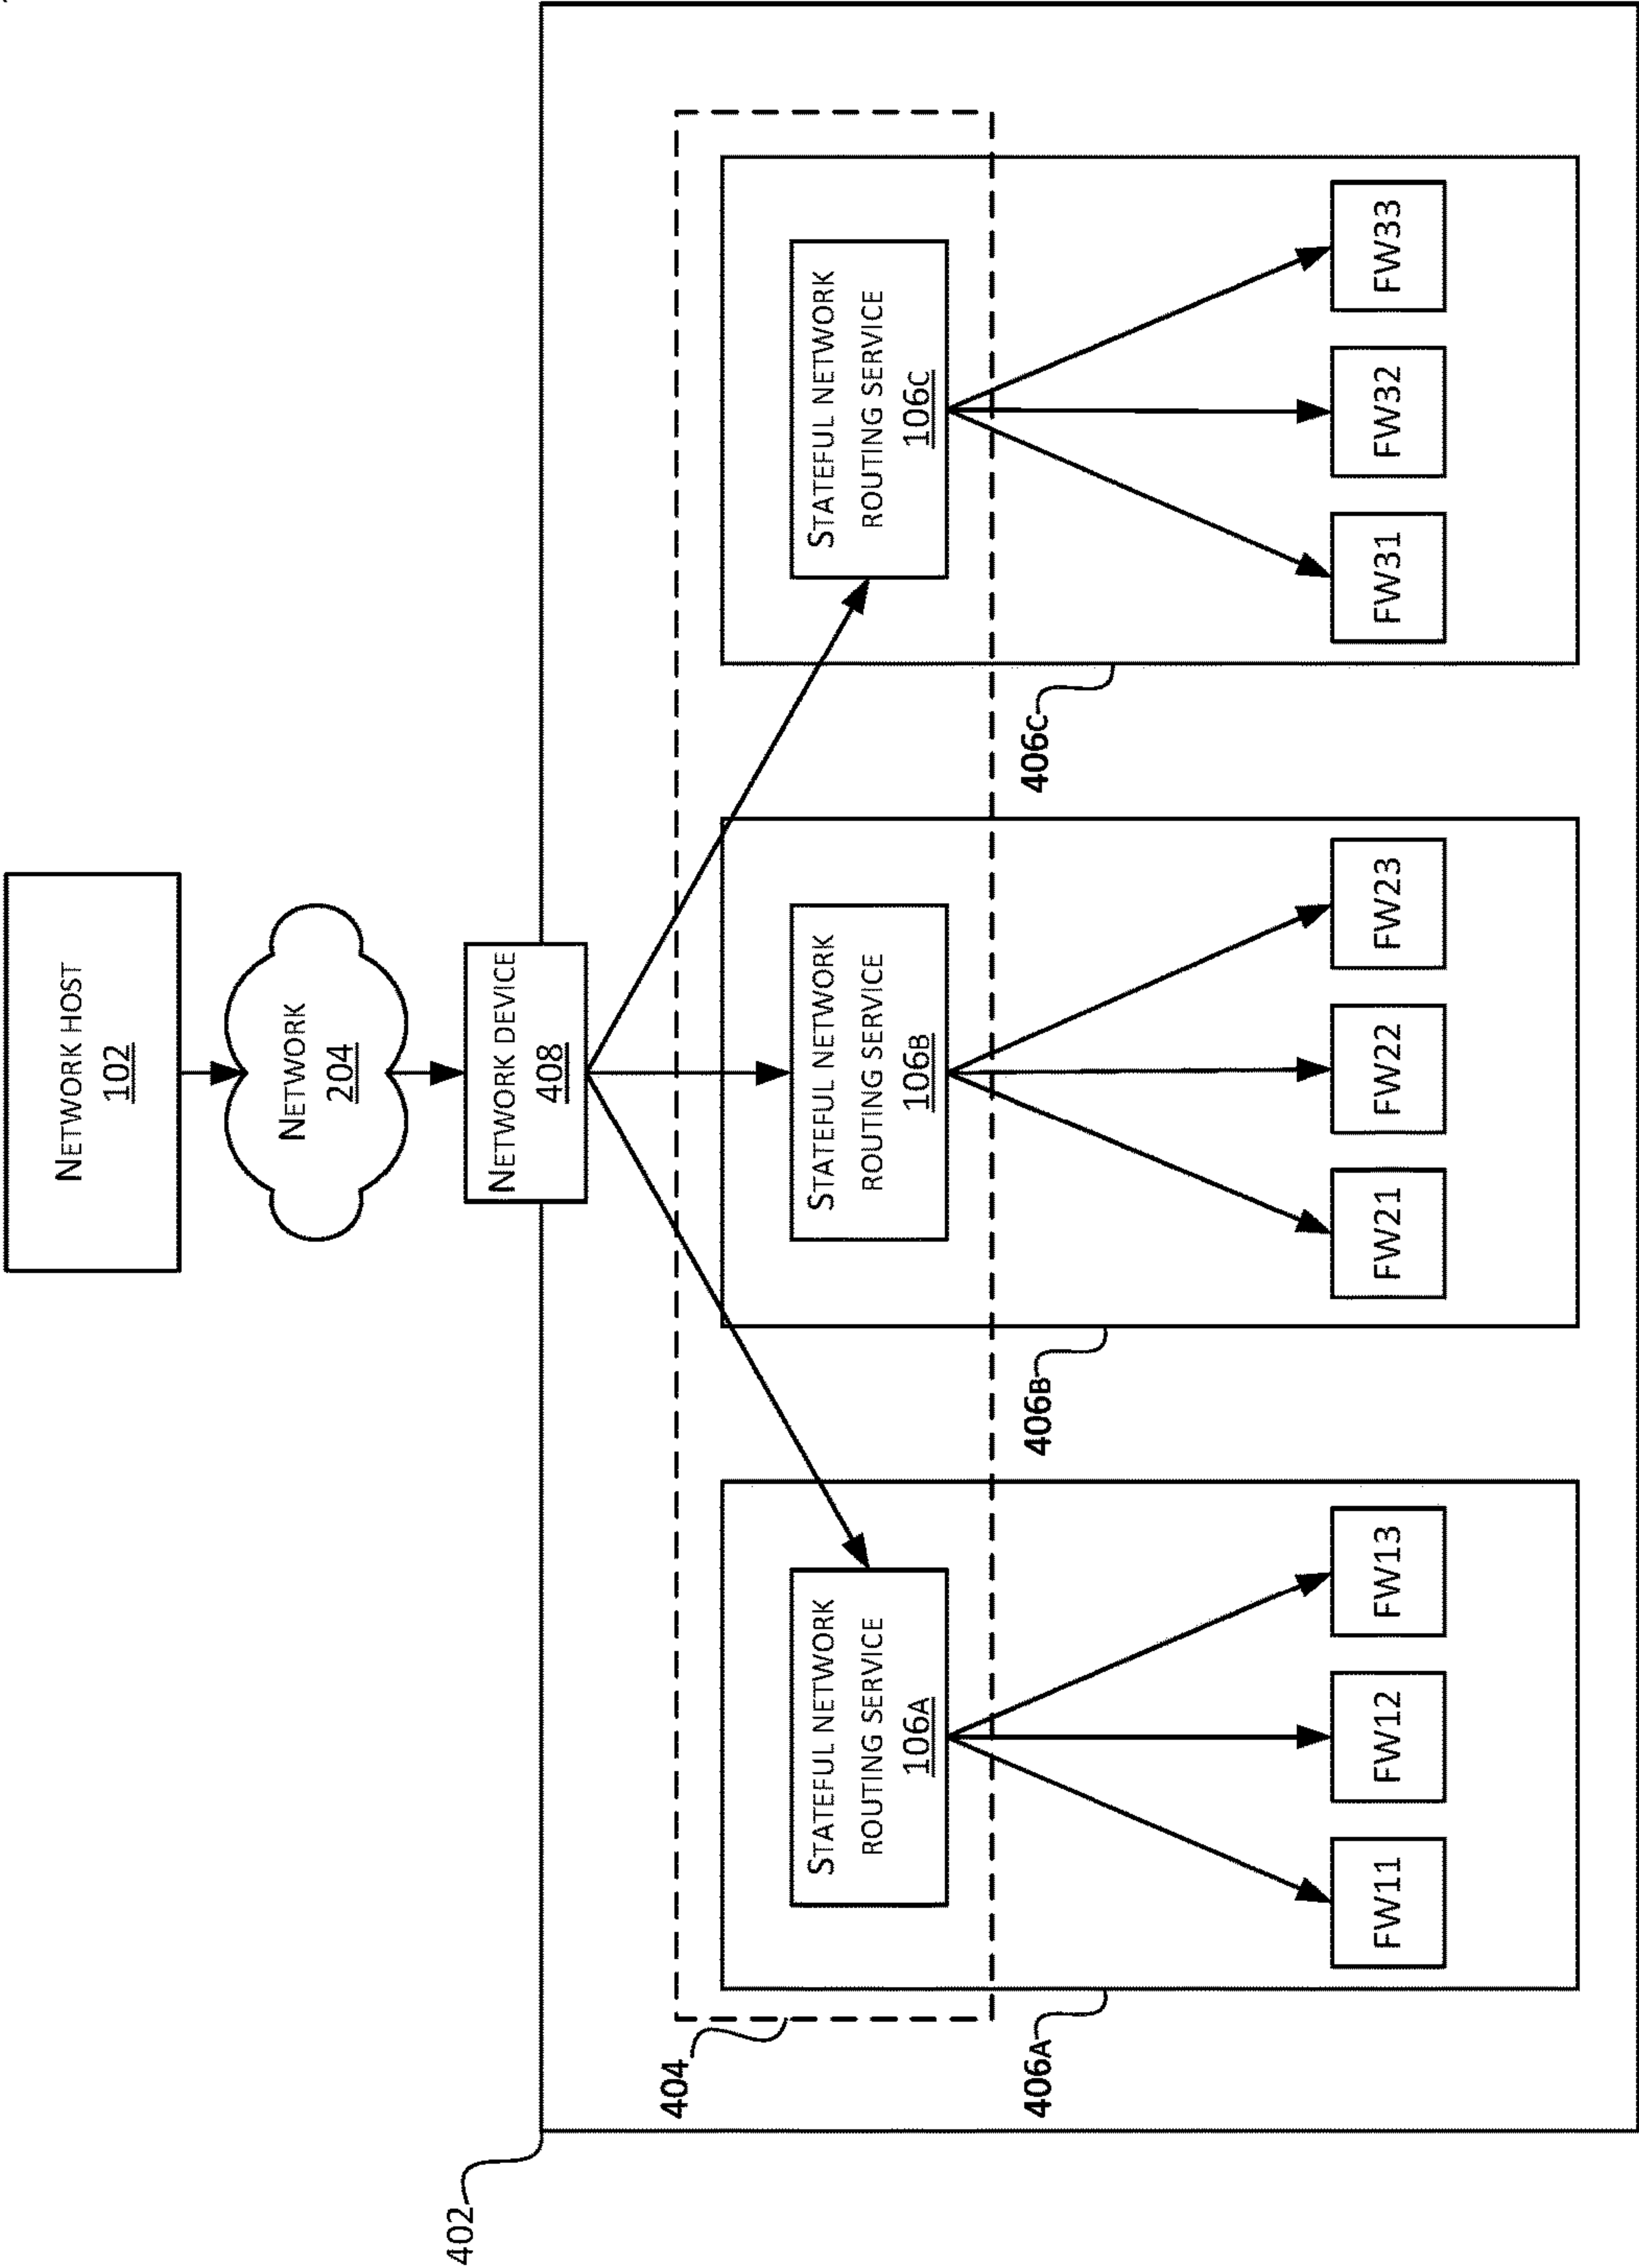 NETWORK HOST
102
NETWORK
204
NETWORK DEVICE
408
402
404
STATEFUL NETWORK
ROUTING SERVICE
106A
STATEFUL NETWORK
ROUTING SERVICE
106B
STATEFUL NETWORK
ROUTING SERVICE
106C
406A
406B
406C
FW11
FW12
FW13
FW21
FW22
FW23
FW31
FW32
FW33